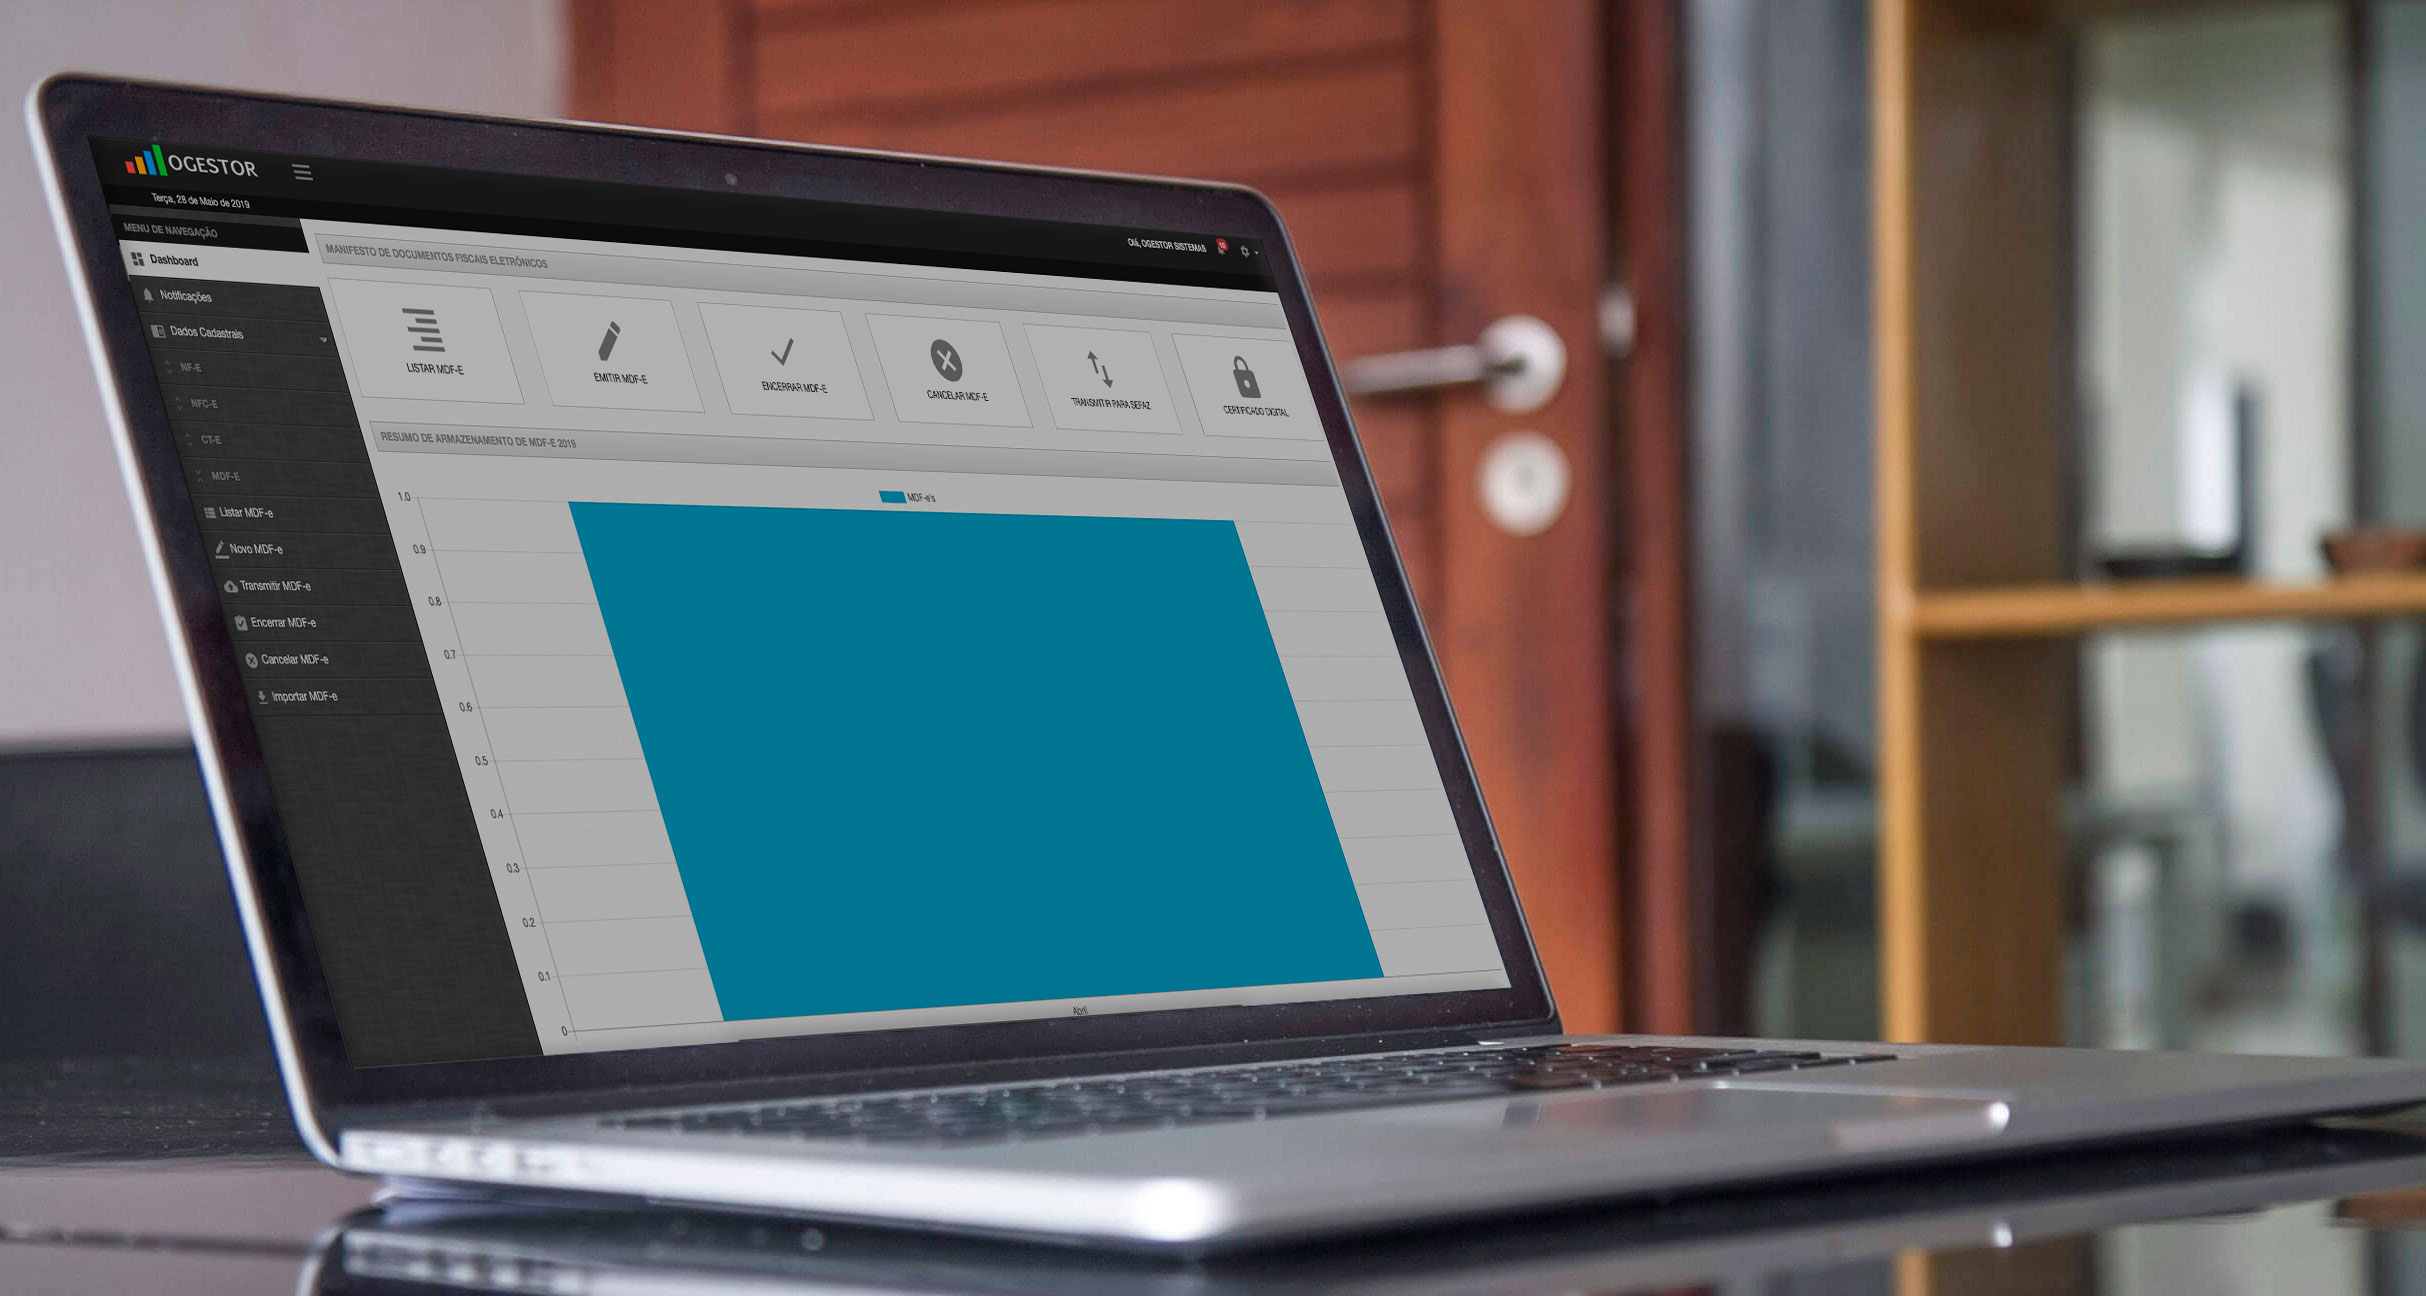 OGESTOR
Terça, 28 de Maio de 2019
Olá, OGESTOR SISTEMAS
10
MENU DE NAVEGAÇÃO
Dashboard
Notificações
Dados Cadastrais
NF-E
NFC-E
CT-E
MDF-E
Listar MDF-e
Novo MDF-e
Transmitir MDF-e
Encerrar MDF-e
Cancelar MDF-e
Importar MDF-e
MANIFESTO DE DOCUMENTOS FISCAIS ELETRÔNICOS
LISTAR MDF-E
EMITIR MDF-E
ENCERRAR MDF-E
CANCELAR MDF-E
TRANSMITIR PARA SEFAZ
CERTIFICADO DIGITAL
RESUMO DE ARMAZENAMENTO DE MDF-E 2019
MDF-e's
1.0
0.9
0.8
0.7
0.6
0.5
0.4
0.3
0.2
0.1
0
Abril